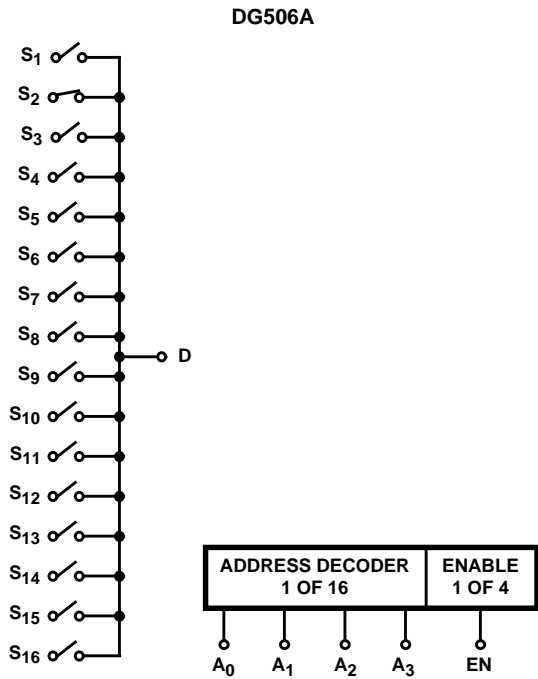 DG506A
S1
S2
S3
S4
S5
S6
S7
S8
D
S9
S10
S11
S12
S13
S14
S15
S16
ADDRESS DECODER
1 OF 16
ENABLE
1 OF 4
A0 A1 A2 A3 EN